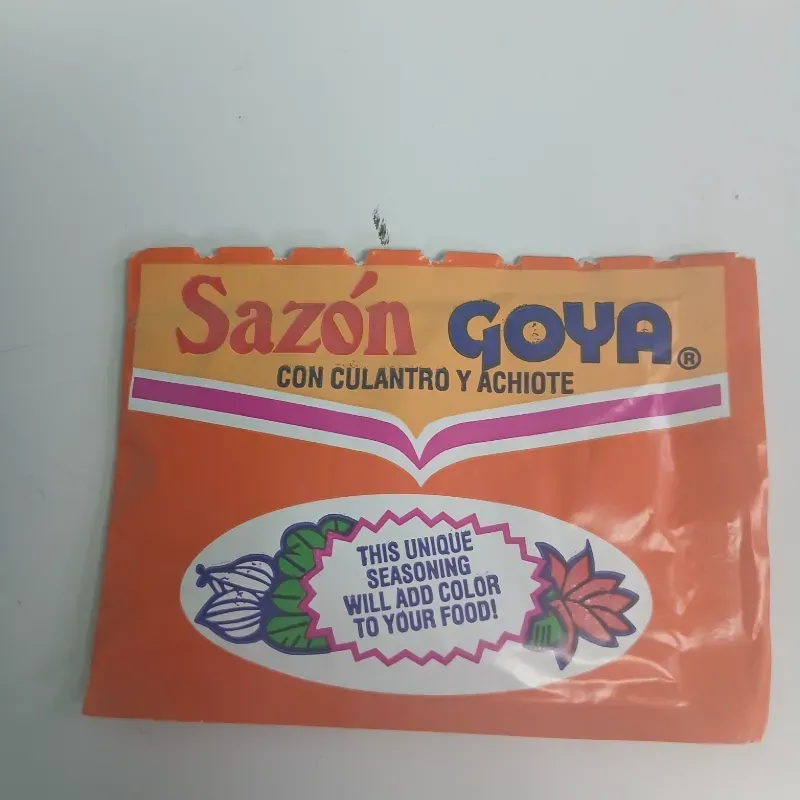 Sazón GOYA®
CON CULANTRO Y ACHIOTE
THIS UNIQUE
SEASONING
WILL ADD COLOR
TO YOUR FOOD!